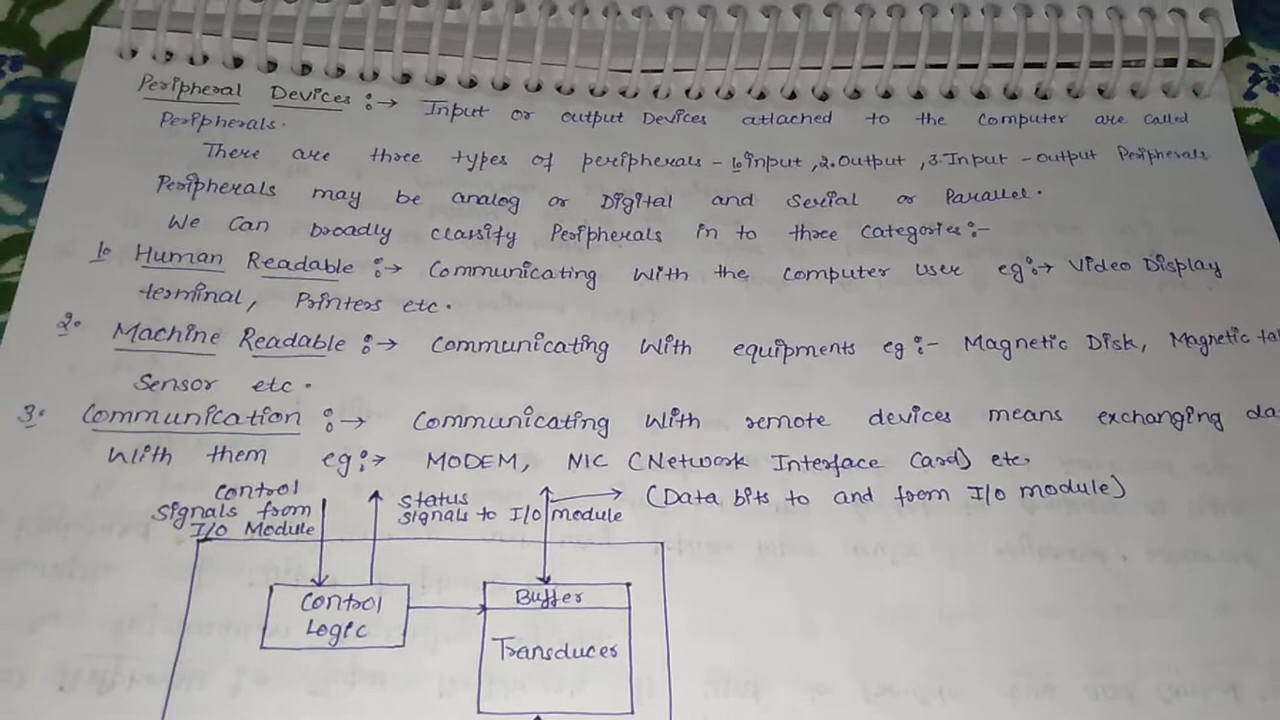 Peripheral Devices :→ Input or output Devices attached to the computer are called
Peripherals.
There are three types of peripherals - 1. input, 2. Output, 3. Input - output Peripherals
Peripherals may be analog or Digital and Serial or Parallel.
We Can broadly classify Peripherals in to three Categories :-
1. Human Readable :→ Communicating With the Computer user eg :→ Video Display
terminal, Printers etc.
2. Machine Readable :→ Communicating With equipments eg :- Magnetic Disk, Magnetic
Sensor etc.
3. Communication :→ Communicating With remote devices means exchanging
With them eg :→ MODEM, NIC (Network Interface Card) etc.
Control
Signals from
I/O Module
Status
Signals to I/O module
(Data bits to and from I/O module)
Control
Logic
Buffer
Transducer